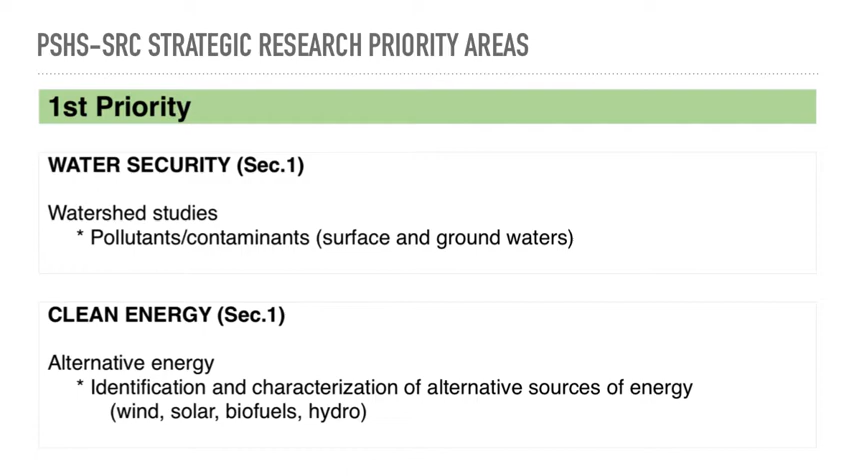 PSHS-SRC STRATEGIC RESEARCH PRIORITY AREAS
1st Priority
WATER SECURITY (Sec.1)
Watershed studies
* Pollutants/contaminants (surface and ground waters)
CLEAN ENERGY (Sec.1)
Alternative energy
* Identification and characterization of alternative sources of energy
(wind, solar, biofuels, hydro)